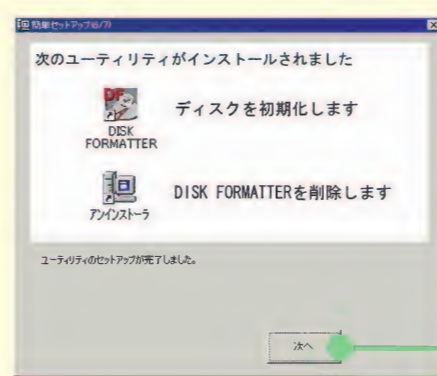 簡単セットアップ(6/7)
次のユーティリティがインストールされました
DISK
FORMATTER
ディスクを初期化します
アンインストーラ
DISK FORMATTERを削除します
ユーティリティのセットアップが完了しました。
次へ